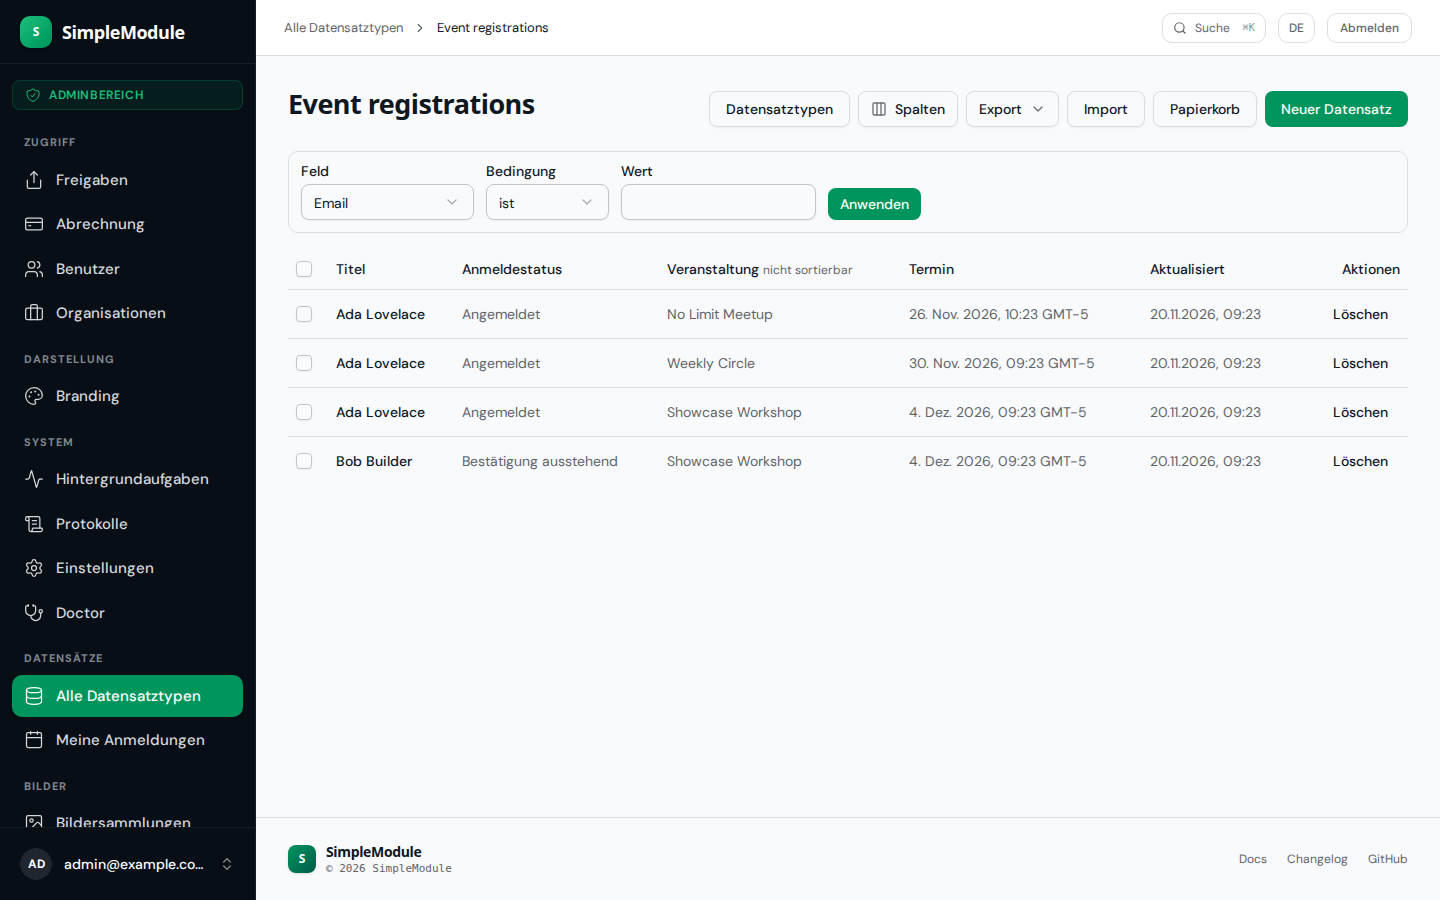 S SimpleModule
ADMINBEREICH
ZUGRIFF
Freigaben
Abrechnung
Benutzer
Organisationen
DARSTELLUNG
Branding
SYSTEM
Hintergrundaufgaben
Protokolle
Einstellungen
Doctor
DATENSÄTZE
Alle Datensatztypen
Meine Anmeldungen
BILDER
Bildersammlungen
AD admin@example.co...
Alle Datensatztypen > Event registrations
Suche ⌘K DE Abmelden
Event registrations
Datensatztypen Spalten Export Import Papierkorb Neuer Datensatz
Feld Bedingung Wert
Email ist Anwenden
Titel Anmeldestatus Veranstaltung nicht sortierbar Termin Aktualisiert Aktionen
Ada Lovelace Angemeldet No Limit Meetup 26. Nov. 2026, 10:23 GMT-5 20.11.2026, 09:23 Löschen
Ada Lovelace Angemeldet Weekly Circle 30. Nov. 2026, 09:23 GMT-5 20.11.2026, 09:23 Löschen
Ada Lovelace Angemeldet Showcase Workshop 4. Dez. 2026, 09:23 GMT-5 20.11.2026, 09:23 Löschen
Bob Builder Bestätigung ausstehend Showcase Workshop 4. Dez. 2026, 09:23 GMT-5 20.11.2026, 09:23 Löschen
S SimpleModule
© 2026 SimpleModule
Docs Changelog GitHub